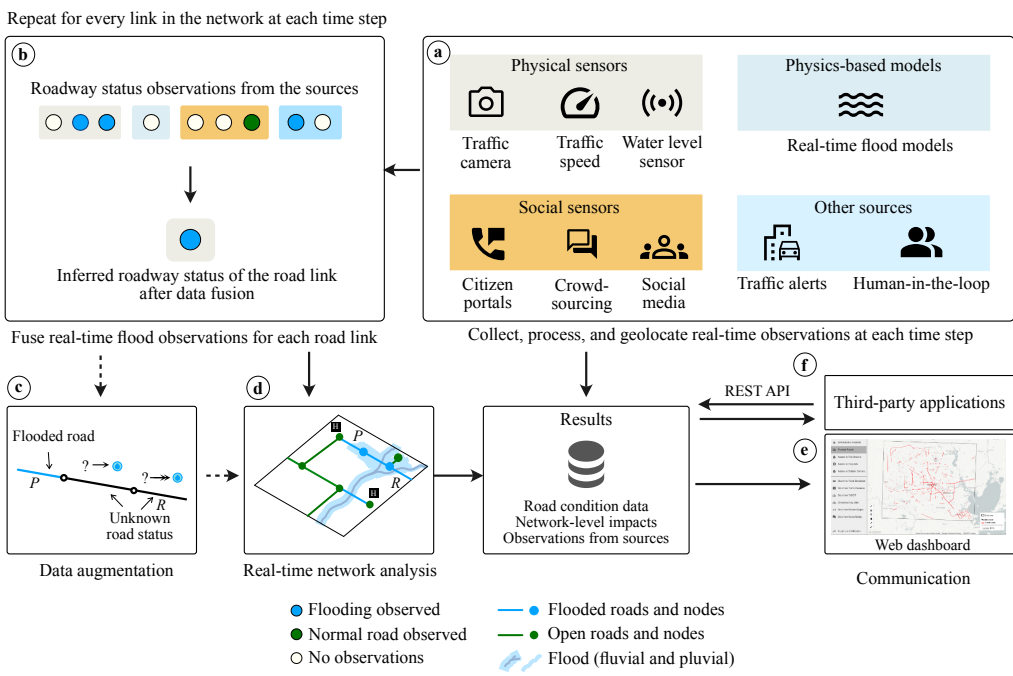 Repeat for every link in the network at each time step
b
Roadway status observations from the sources
Inferred roadway status of the road link
after data fusion
Fuse real-time flood observations for each road link
a
Physical sensors
Traffic
camera
Traffic
speed
Water level
sensor
Physics-based models
Real-time flood models
Social sensors
Citizen
portals
Crowd-
sourcing
Social
media
Other sources
Traffic alerts
Human-in-the-loop
Collect, process, and geolocate real-time observations at each time step
c
Flooded road
?
?
P
R
Unknown
road status
Data augmentation
d
H
P
R
H
Real-time network analysis
Results
Road condition data
Network-level impacts
Observations from sources
REST API
f
Third-party applications
e
Web dashboard
Communication
Flooding observed
Normal road observed
No observations
Flooded roads and nodes
Open roads and nodes
Flood (fluvial and pluvial)